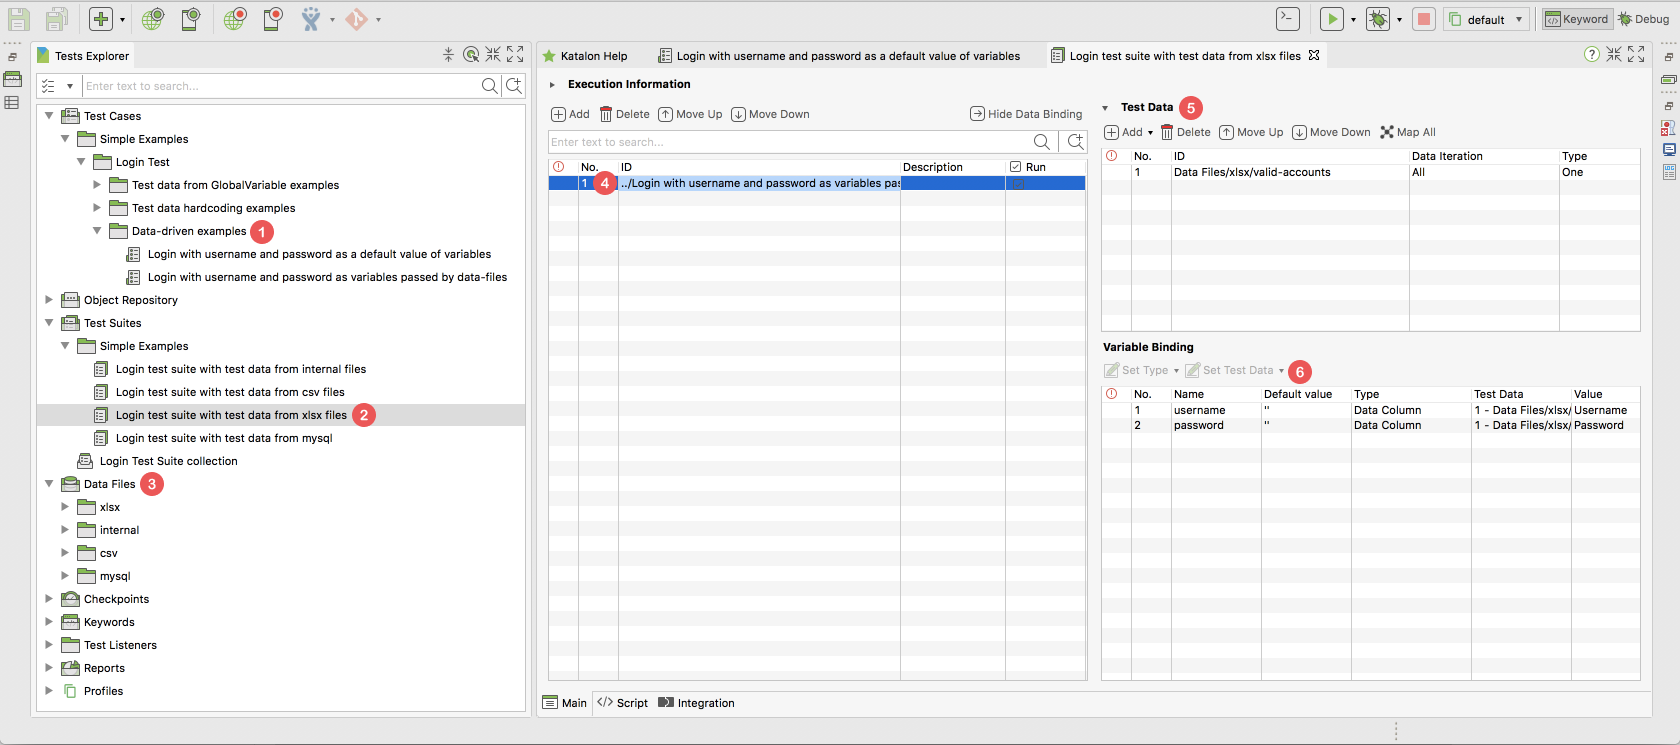 default
Keyword
Debug
Tests Explorer
Enter text to search...
Test Cases
Simple Examples
Login Test
Test data from GlobalVariable examples
Test data hardcoding examples
Data-driven examples 1
Login with username and password as a default value of variables
Login with username and password as variables passed by data-files
Object Repository
Test Suites
Simple Examples
Login test suite with test data from internal files
Login test suite with test data from csv files
Login test suite with test data from xlsx files 2
Login test suite with test data from mysql
Login Test Suite collection
Data Files 3
xlsx
internal
csv
mysql
Checkpoints
Keywords
Test Listeners
Reports
Profiles
Katalon Help
Login with username and password as a default value of variables
Login test suite with test data from xlsx files
Execution Information
Add Delete Move Up Move Down Hide Data Binding
Enter text to search...
No. ID Description Run
1 4 ../Login with username and password as variables pas
Test Data 5
Add Delete Move Up Move Down Map All
No. ID Data Iteration Type
1 Data Files/xlsx/valid-accounts All One
Variable Binding
Set Type Set Test Data 6
No. Name Default value Type Test Data Value
1 username '' Data Column 1 - Data Files/xlsx/ Username
2 password '' Data Column 1 - Data Files/xlsx/ Password
Main Script Integration